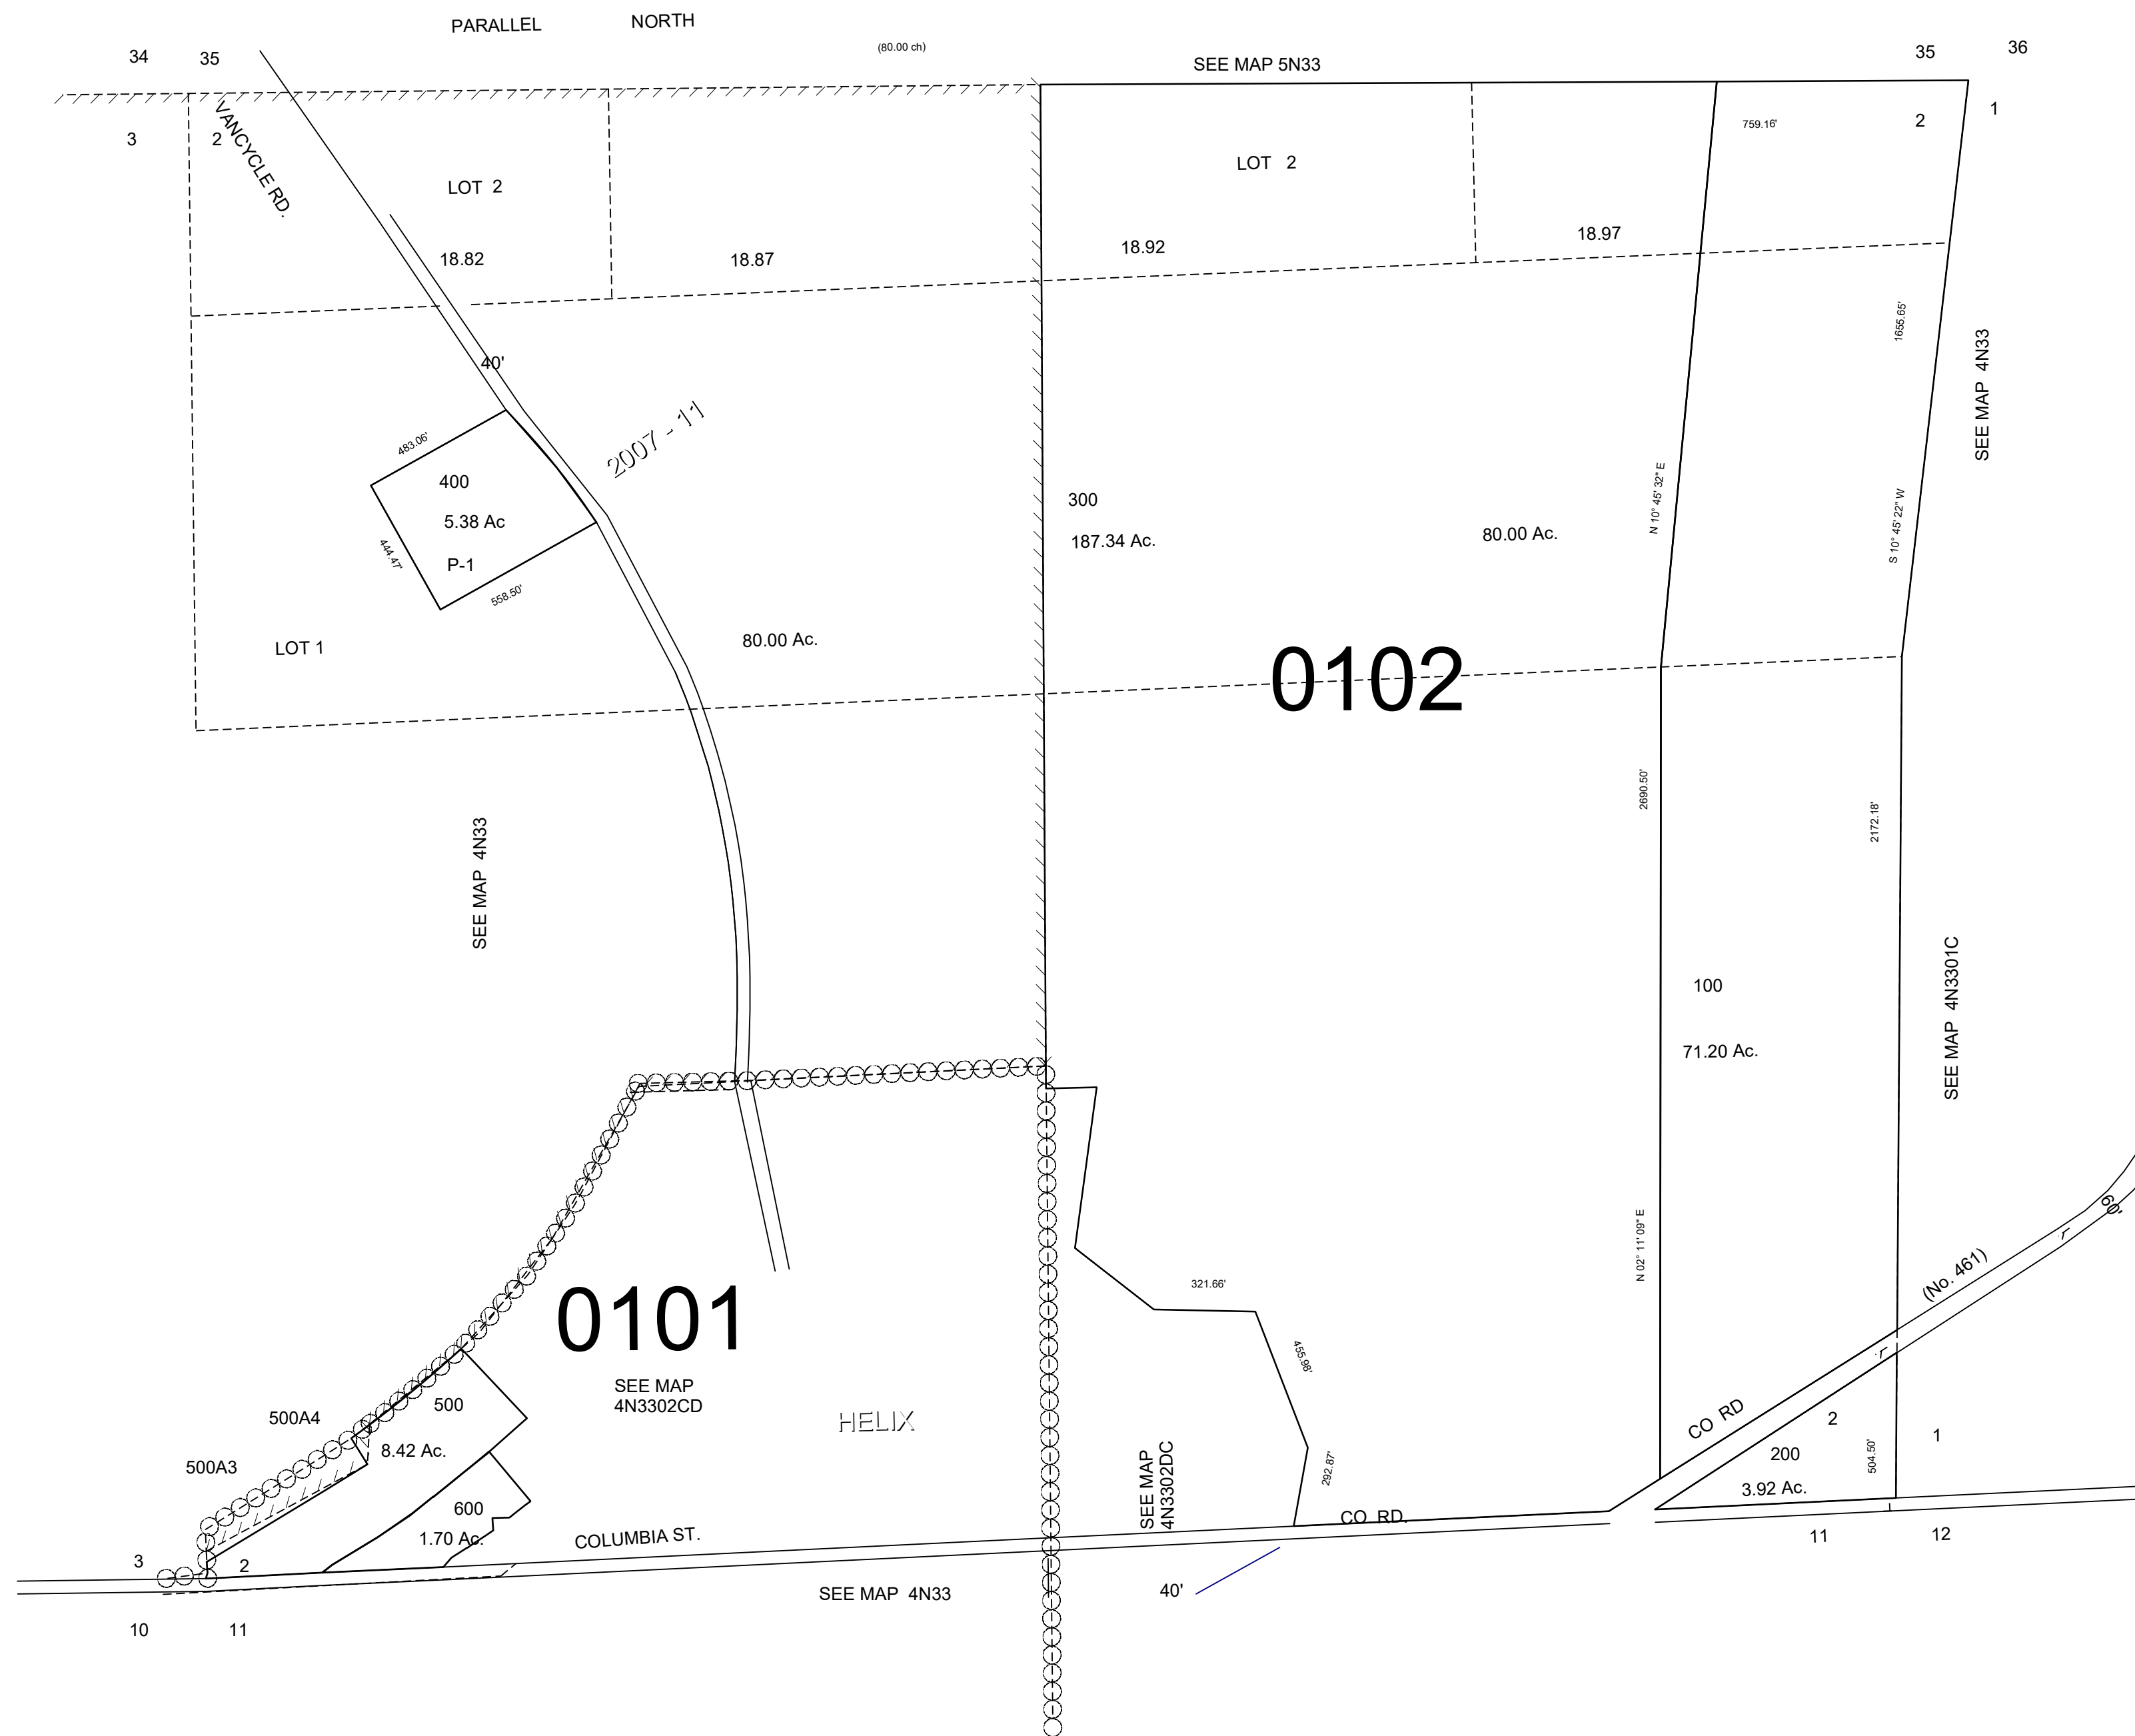 PARALLEL NORTH
(80.00 ch)
34 35
SEE MAP 5N33
35 36
3 2
VANCYCLE RD.
759.16'
2 1
LOT 2
LOT 2
18.82
18.87
18.92
18.97
1655.65'
SEE MAP 4N33
40'
2007 - 11
483.06'
400
5.38 Ac
P-1
444.47'
558.50'
300
187.34 Ac.
80.00 Ac.
N 10° 45' 32" E
S 10° 45' 22" W
LOT 1
80.00 Ac.
0102
2690.50'
2172.18'
SEE MAP 4N33
100
71.20 Ac.
SEE MAP 4N3301C
60'
N 02° 11' 09" E
(No. 461)
321.66'
0101
455.98'
SEE MAP
4N3302CD
HELIX
500
500A4
8.42 Ac.
500A3
SEE MAP
4N3302DC
292.87'
CO RD
2
1
200
504.50'
3.92 Ac.
600
1.70 Ac.
COLUMBIA ST.
CO RD.
3 2
11 12
SEE MAP 4N33
40'
10 11